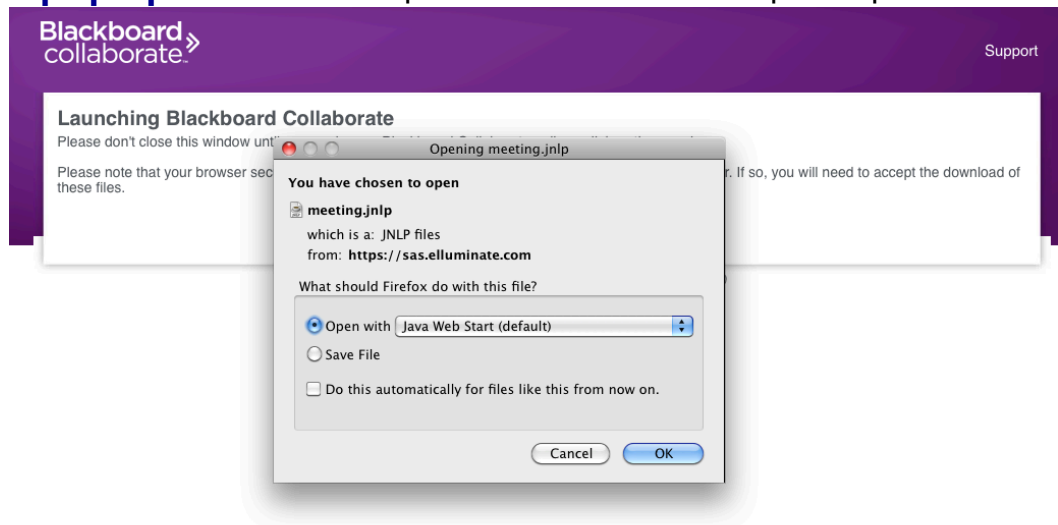 Blackboard
collaborate™
Support
Launching Blackboard Collaborate
Please don't close this window
Please note that your browser
r. If so, you will need to accept the download of
these files.
Opening meeting.jnlp
You have chosen to open
meeting.jnlp
which is a: JNLP files
from: https://sas.elluminate.com
What should Firefox do with this file?
Open with Java Web Start (default)
Save File
Do this automatically for files like this from now on.
Cancel OK